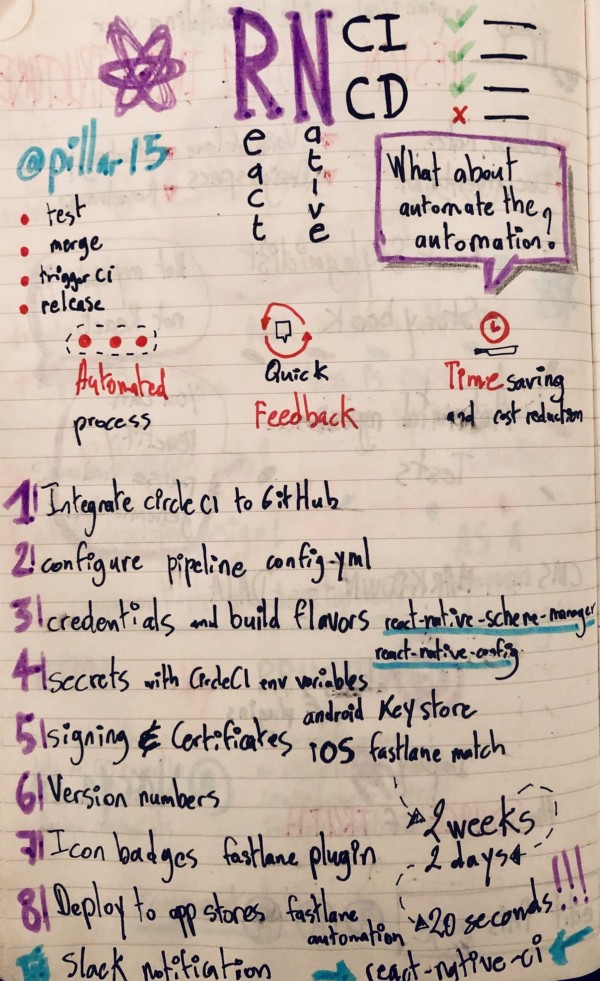 RN
eact
ative
CI
CD
@pillar15
test
merge
trigger ci
release
What about
automate the
automation?
Automated
process
Quick
Feedback
Time saving
and cost reduction
1| Integrate circle CI to GitHub
2| configure pipeline config.yml
3| credentials and build flavors react-native-scheme-manager
react-native-config
4| secrets with CircleCI env variables
5| signing & Certificates android Keystore
iOS fastlane match
6| Version numbers
7| Icon badges fastlane plugin
2 weeks
2 days
8| Deploy to app stores fastlane
automation
20 seconds!!!
Slack notification
react-native-ci